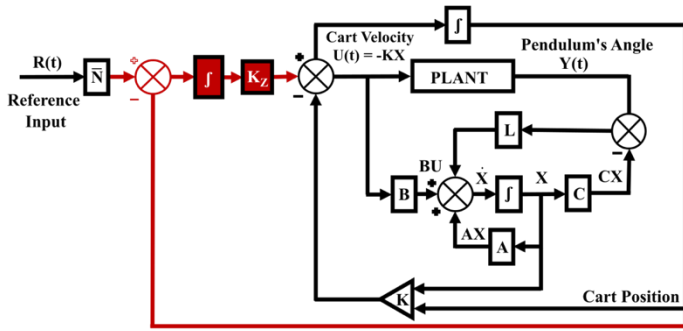 ∫
Cart Velocity
Pendulum's Angle
R(t)
+
+
U(t) = -KX
Y(t)
N̅
∫
K_Z
PLANT
Reference
Input
−
−
L
−
BU
+
Ẋ
X
CX
B
∫
C
+
AX
A
K
Cart Position